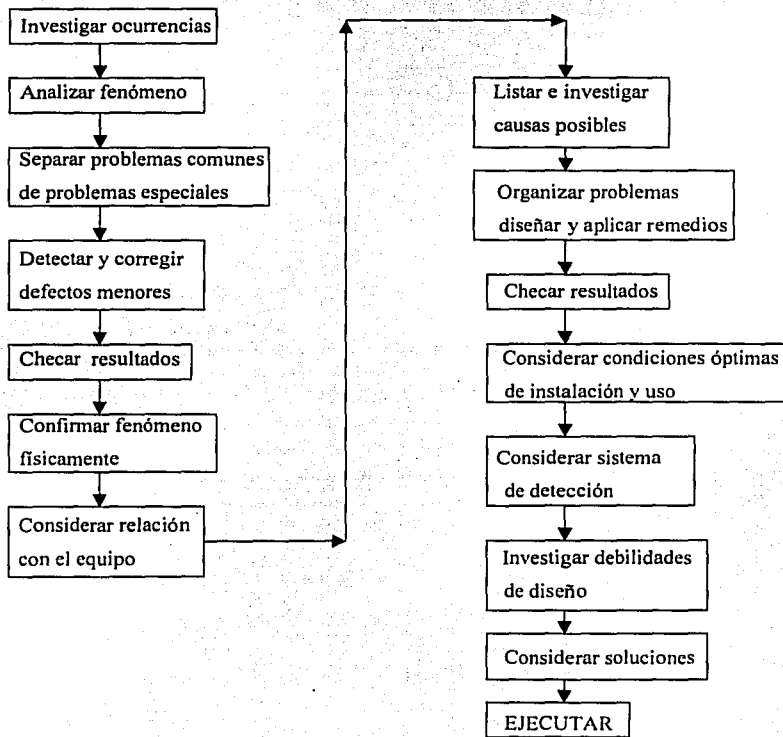 Investigar ocurrencias
Analizar fenómeno
Separar problemas comunes
de problemas especiales
Detectar y corregir
defectos menores
Checar resultados
Confirmar fenómeno
físicamente
Considerar relación
con el equipo
Listar e investigar
causas posibles
Organizar problemas
diseñar y aplicar remedios
Checar resultados
Considerar condiciones óptimas
de instalación y uso
Considerar sistema
de detección
Investigar debilidades
de diseño
Considerar soluciones
EJECUTAR